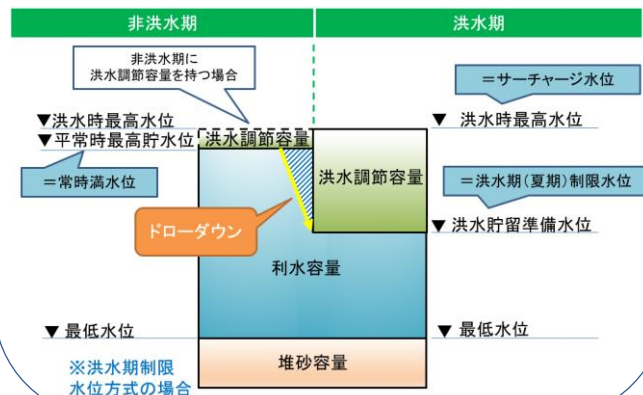 非洪水期
洪水期
非洪水期に
洪水調節容量を持つ場合
＝サーチャージ水位
▼洪水時最高水位
▼平常時最高貯水位
洪水調節容量
▼ 洪水時最高水位
＝常時満水位
洪水調節容量
＝洪水期(夏期)制限水位
ドローダウン
▼ 洪水貯留準備水位
利水容量
▼ 最低水位
▼ 最低水位
※洪水期制限
水位方式の場合
堆砂容量